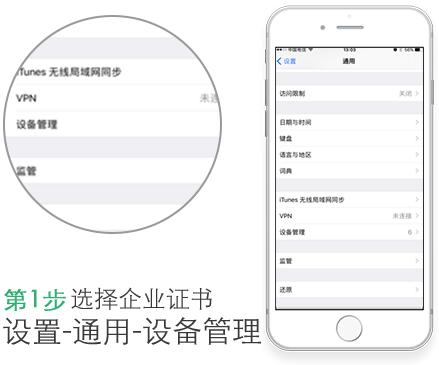 iTunes 无线局域网同步
VPN 未连
设备管理
监管
第1步 选择企业证书
设置-通用-设备管理
中国电信 13:03 56%
设置 通用
访问限制 关闭
日期与时间
键盘
语言与地区
词典
iTunes 无线局域网同步
VPN 未连接
设备管理 6
监管
还原